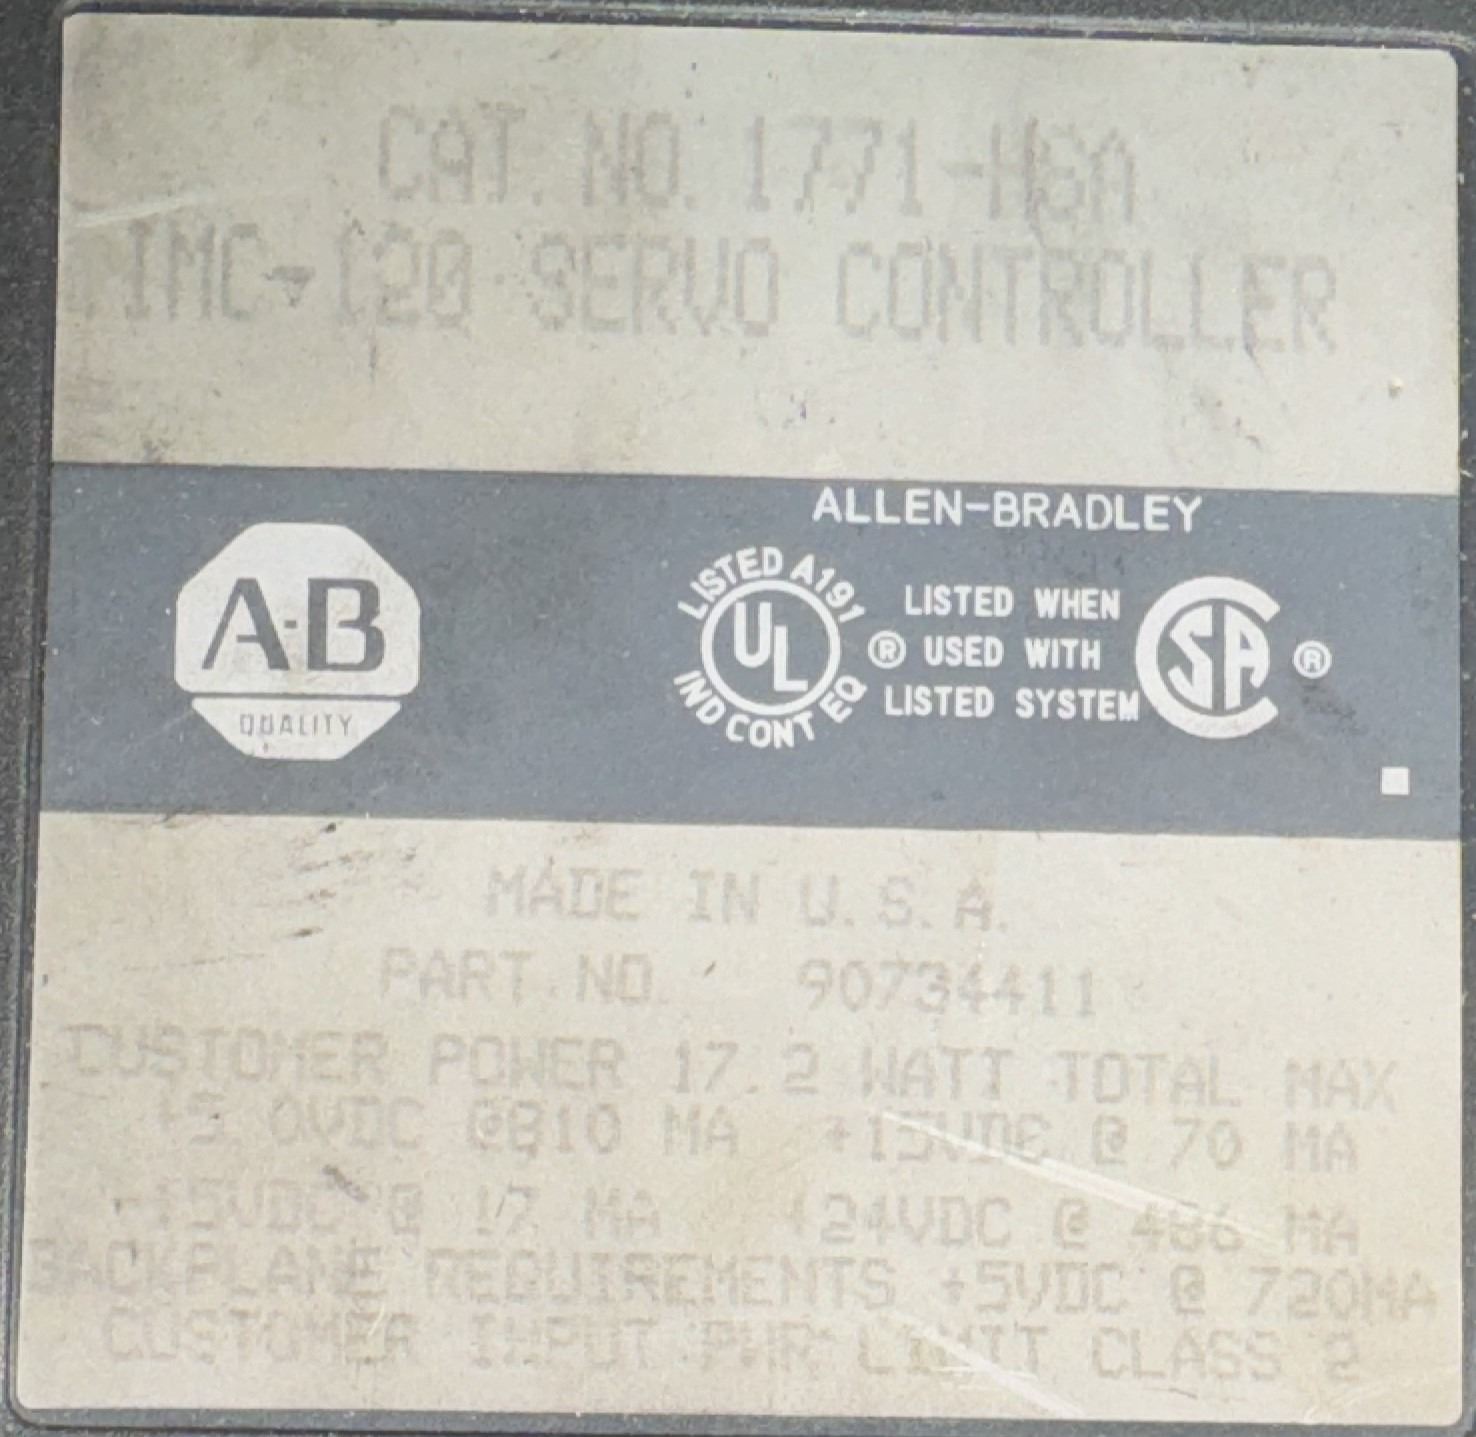 CAT. NO. 1771-HSA
IMC-120 SERVO CONTROLLER
ALLEN-BRADLEY
A-B
QUALITY
LISTED A191
UL
IND CONT EQ
®
LISTED WHEN
USED WITH
LISTED SYSTEM
SA
®
MADE IN U.S.A.
PART NO. 90734411
CUSTOMER POWER 17.2 WATT TOTAL MAX
+5.0VDC @810 MA +15VDC @ 70 MA
-15VDC @ 17 MA +24VDC @ 486 MA
BACKPLANE REQUIREMENTS +5VDC @ 720MA
CUSTOMER INPUT PWR LIMIT CLASS 2